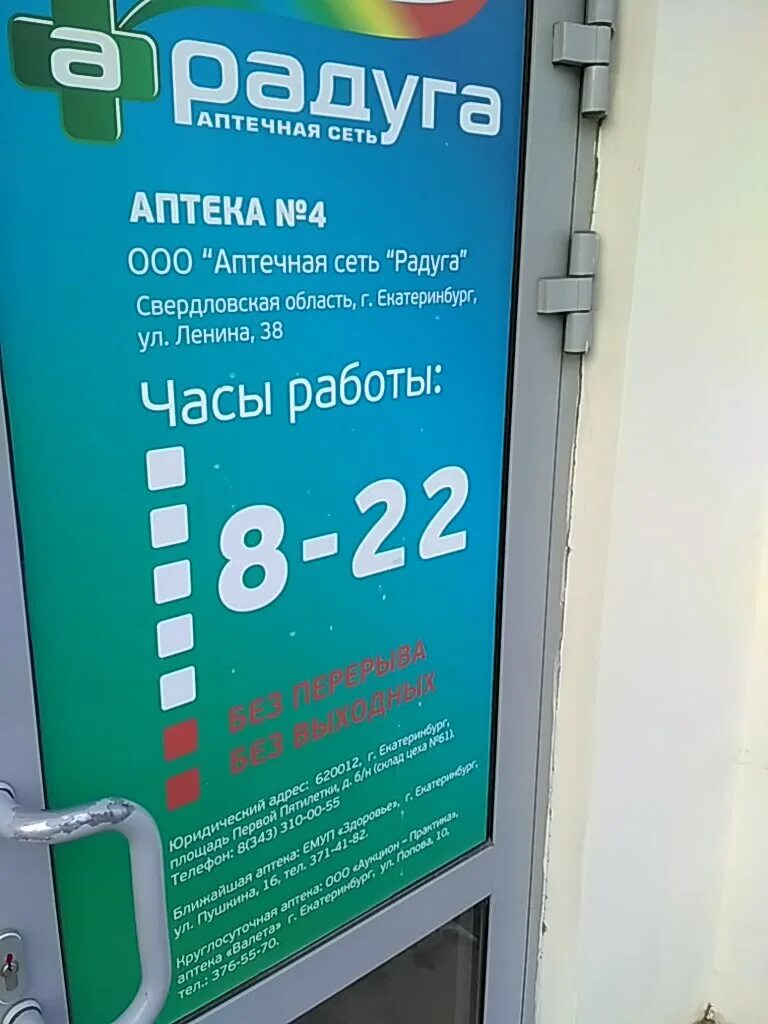 а радуга
АПТЕЧНАЯ СЕТЬ
АПТЕКА №4
ООО "Аптечная сеть "Радуга"
Свердловская область, г. Екатеринбург,
ул. Ленина, 38
Часы работы:
8-22
БЕЗ ПЕРЕРЫВА
БЕЗ ВЫХОДНЫХ
Юридический адрес: 620012, г. Екатеринбург,
площадь Первой Пятилетки, д. б/н (склад цеха №61).
Телефон: 8(343) 310-00-55
Ближайшая аптека: ЕМУП «Здоровье», г. Екатеринбург,
ул. Пушкина, 16, тел. 371-41-82.
Круглосуточная аптека: ООО «Аукцион – Практика»,
аптека «Валета» г. Екатеринбург, ул. Попова, 10,
тел.: 376-55-70.